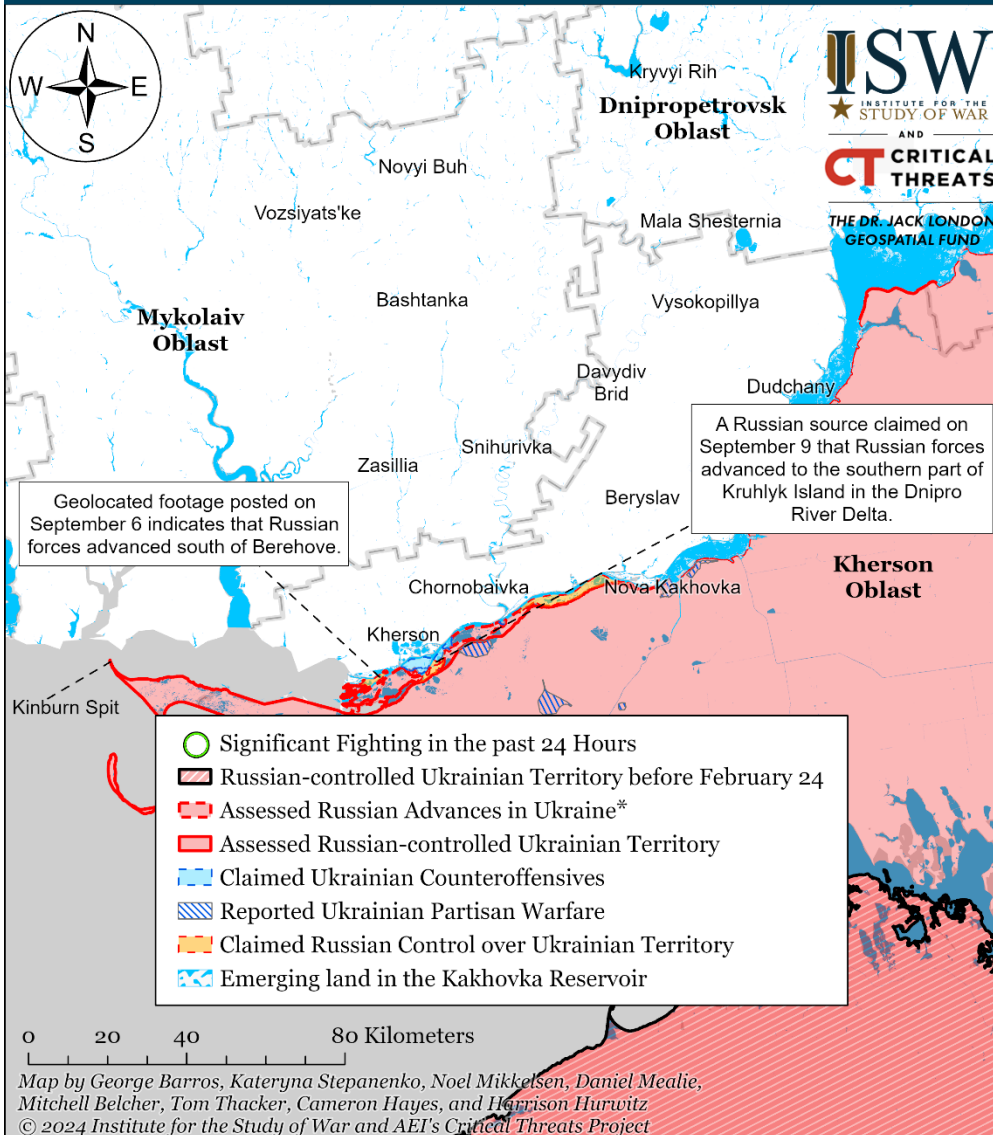 N
W
E
S
ISW
INSTITUTE FOR THE
STUDY OF WAR
AND
CT CRITICAL
THREATS
THE DR. JACK LONDON
GEOSPATIAL FUND
Kryvyi Rih
Dnipropetrovsk
Oblast
Novyi Buh
Vozsiyats'ke
Mala Shesternia
Bashtanka
Vysokopillya
Mykolaiv
Oblast
Davydiv
Brid
Dudchany
A Russian source claimed on
September 9 that Russian forces
advanced to the southern part of
Kruhlyk Island in the Dnipro
River Delta.
Snihurivka
Zasillia
Beryslav
Geolocated footage posted on
September 6 indicates that Russian
forces advanced south of Berehove.
Chornobaivka
Nova Kakhovka
Kherson
Oblast
Kherson
Kinburn Spit
Significant Fighting in the past 24 Hours
Russian-controlled Ukrainian Territory before February 24
Assessed Russian Advances in Ukraine*
Assessed Russian-controlled Ukrainian Territory
Claimed Ukrainian Counteroffensives
Reported Ukrainian Partisan Warfare
Claimed Russian Control over Ukrainian Territory
Emerging land in the Kakhovka Reservoir
0 20 40 80 Kilometers
Map by George Barros, Kateryna Stepanenko, Noel Mikkelsen, Daniel Mealie,
Mitchell Belcher, Tom Thacker, Cameron Hayes, and Harrison Hurwitz
© 2024 Institute for the Study of War and AEI's Critical Threats Project